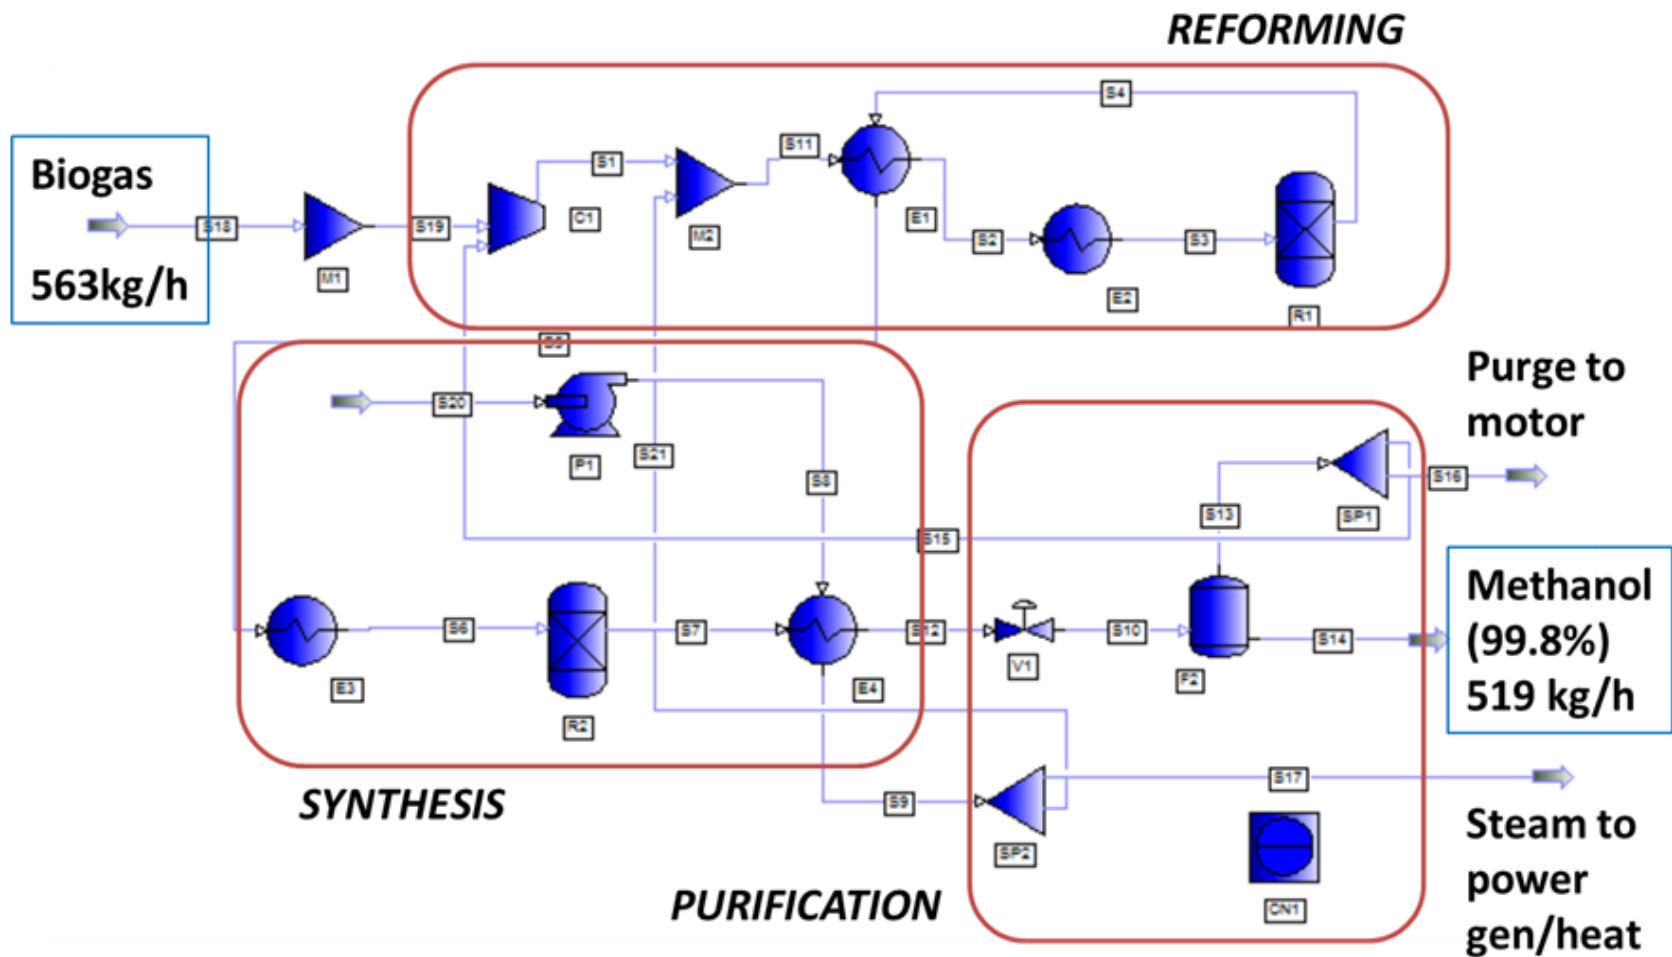 REFORMING
S4
Biogas
S1
S11
S18
S19
C1
M2
E1
S2
S3
563kg/h
M1
E2
R1
S5
Purge to
motor
S20
P1
S21
S8
S16
S13
SP1
S15
Methanol
(99.8%)
519 kg/h
S6
S7
S12
S10
S14
V1
F2
E3
E4
R2
SYNTHESIS
S9
S17
SP2
Steam to
power
gen/heat
PURIFICATION
CN1